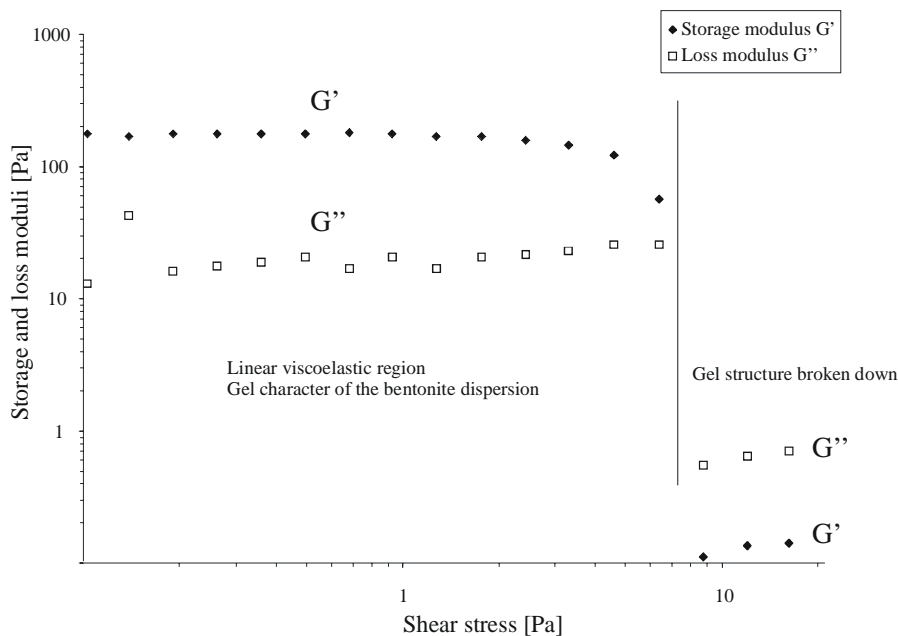 1000
Storage modulus G'
Loss modulus G''
G'
100
G''
Storage and loss moduli [Pa]
10
Linear viscoelastic region
Gel character of the bentonite dispersion
Gel structure broken down
1
G''
G'
1
10
Shear stress [Pa]